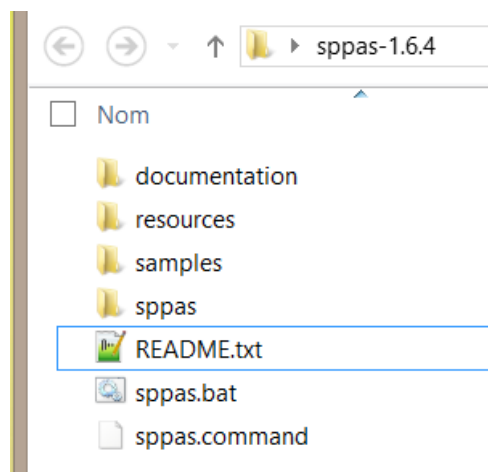 sppas-1.6.4
Nom
documentation
resources
samples
sppas
README.txt
sppas.bat
sppas.command